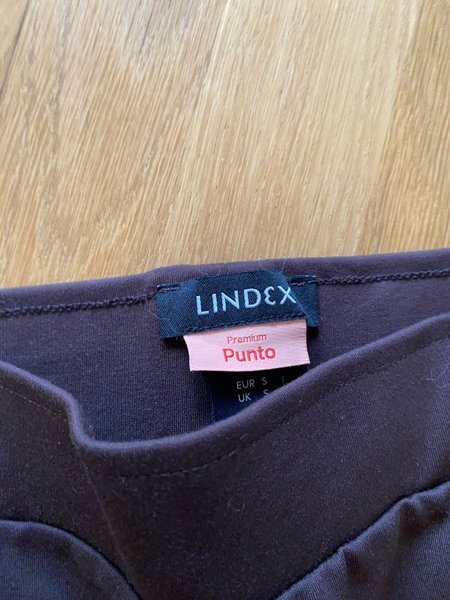 LINDEX
Premium
Punto
EUR S
UK S